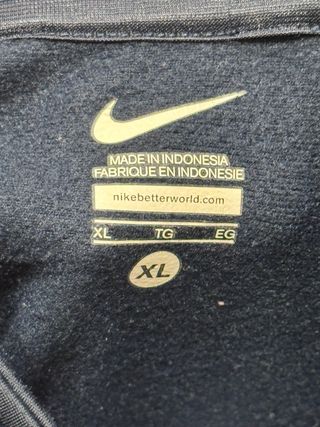 MADE IN INDONESIA
FABRIQUE EN INDONESIE
nikebetterworld.com
XL TG EG
XL